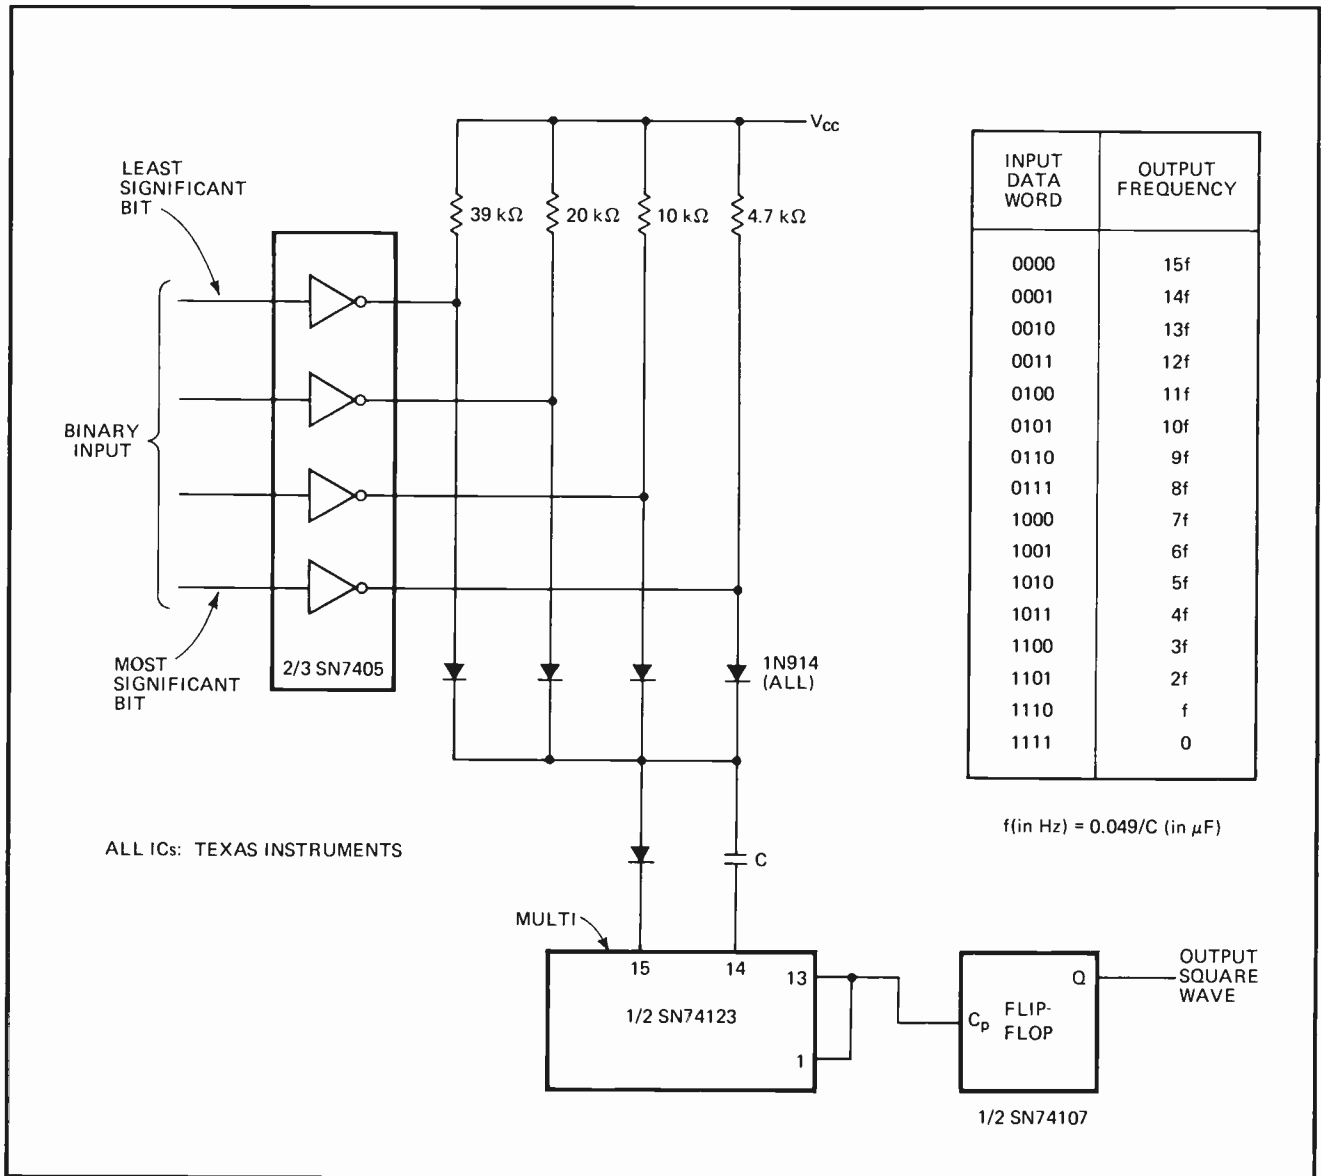 V_CC
LEAST
SIGNIFICANT
BIT
39 kΩ
20 kΩ
10 kΩ
4.7 kΩ
BINARY
INPUT
MOST
SIGNIFICANT
BIT
2/3 SN7405
1N914
(ALL)
ALL ICs: TEXAS INSTRUMENTS
C
MULTI
15
14
13
1/2 SN74123
1
C_p
FLIP-
FLOP
Q
OUTPUT
SQUARE
WAVE
1/2 SN74107
INPUT
DATA
WORD
OUTPUT
FREQUENCY
0000 15f
0001 14f
0010 13f
0011 12f
0100 11f
0101 10f
0110 9f
0111 8f
1000 7f
1001 6f
1010 5f
1011 4f
1100 3f
1101 2f
1110 f
1111 0
f(in Hz) = 0.049/C (in μF)